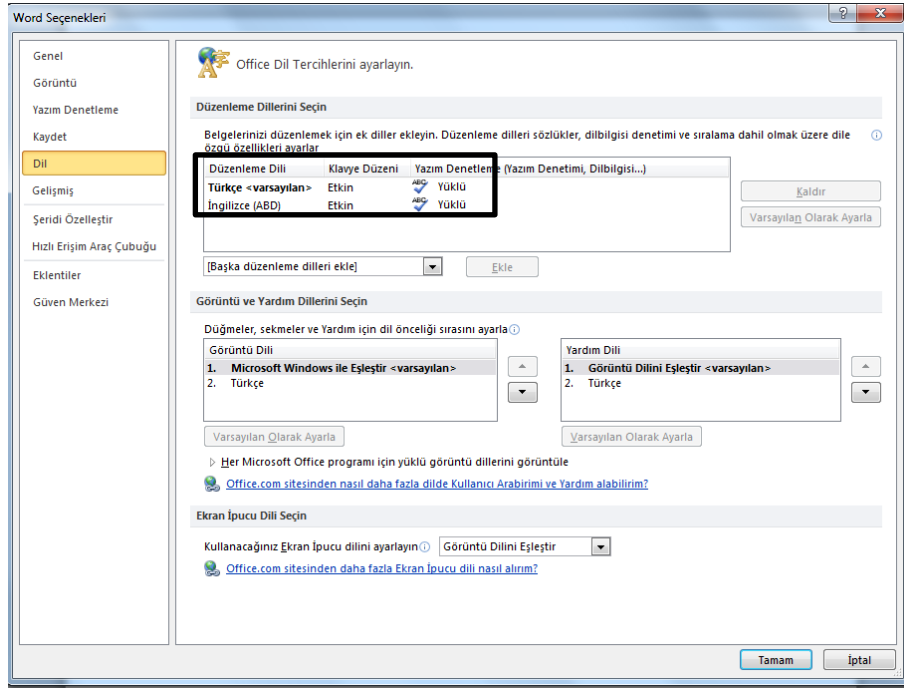 Word Seçenekleri
Genel
Görüntü
Yazım Denetleme
Kaydet
Dil
Gelişmiş
Şeridi Özelleştir
Hızlı Erişim Araç Çubuğu
Eklentiler
Güven Merkezi
Office Dil Tercihlerini ayarlayın.
Düzenleme Dillerini Seçin
Belgelerinizi düzenlemek için ek diller ekleyin. Düzenleme dilleri sözlükler, dilbilgisi denetimi ve sıralama dahil olmak üzere dile
özgü özellikleri ayarlar
Düzenleme Dili Klavye Düzeni Yazım Denetleme (Yazım Denetimi, Dilbilgisi...)
Türkçe <varsayılan> Etkin ABC Yüklü
İngilizce (ABD) Etkin ABC Yüklü
Kaldır
Varsayılan Olarak Ayarla
[Başka düzenleme dilleri ekle] Ekle
Görüntü ve Yardım Dillerini Seçin
Düğmeler, sekmeler ve Yardım için dil önceliği sırasını ayarla
Görüntü Dili
1. Microsoft Windows ile Eşleştir <varsayılan>
2. Türkçe
Varsayılan Olarak Ayarla
Yardım Dili
1. Görüntü Dilini Eşleştir <varsayılan>
2. Türkçe
Varsayılan Olarak Ayarla
Her Microsoft Office programı için yüklü görüntü dillerini görüntüle
Office.com sitesinden nasıl daha fazla dilde Kullanıcı Arabirimi ve Yardım alabilirim?
Ekran İpucu Dili Seçin
Kullanacağınız Ekran İpucu dilini ayarlayın Görüntü Dilini Eşleştir
Office.com sitesinden daha fazla Ekran İpucu dili nasıl alırım?
Tamam İptal